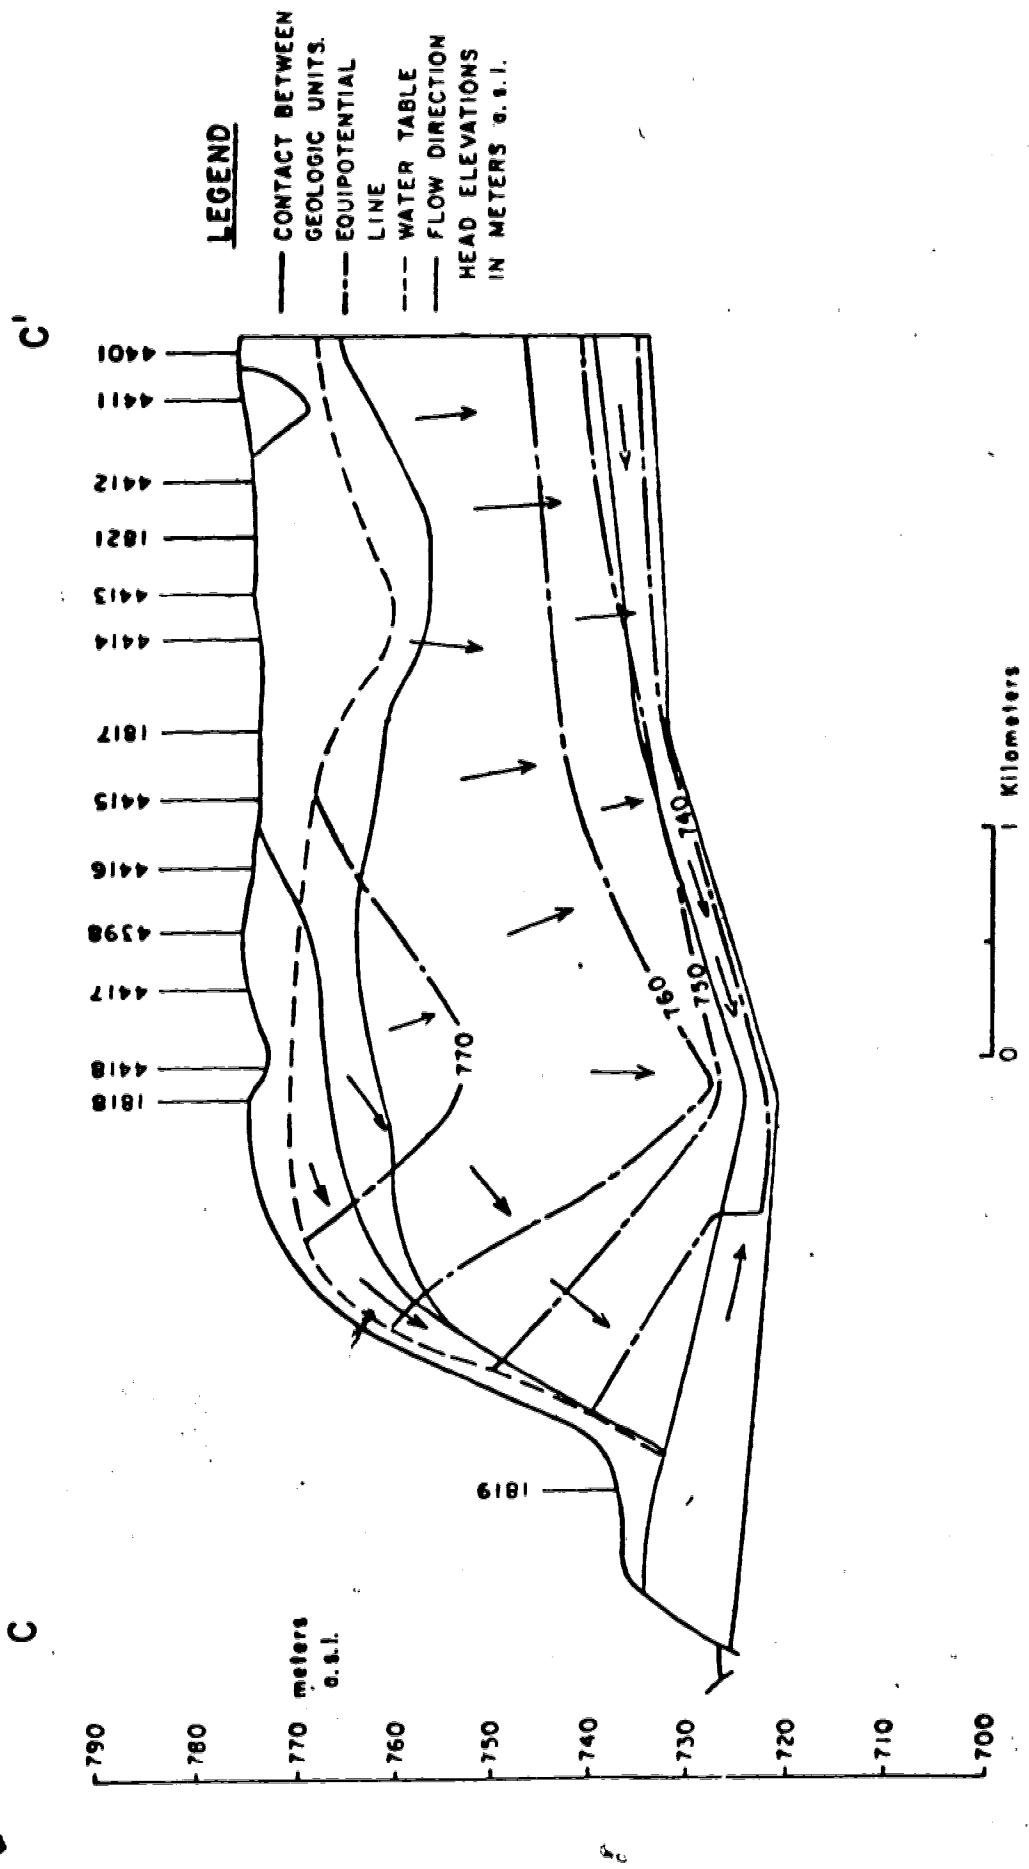 C
C'
4401
4411
4412
1821
4413
4414
1817
4415
4416
4398
4417
4418
1818
1819
LEGEND
CONTACT BETWEEN
GEOLOGIC UNITS.
EQUIPOTENTIAL
LINE
WATER TABLE
FLOW DIRECTION
HEAD ELEVATIONS
IN METERS a.s.l.
meters
a.s.l.
790
780
770
760
750
740
730
720
710
700
770
760
750
740
0
1
Kilometers